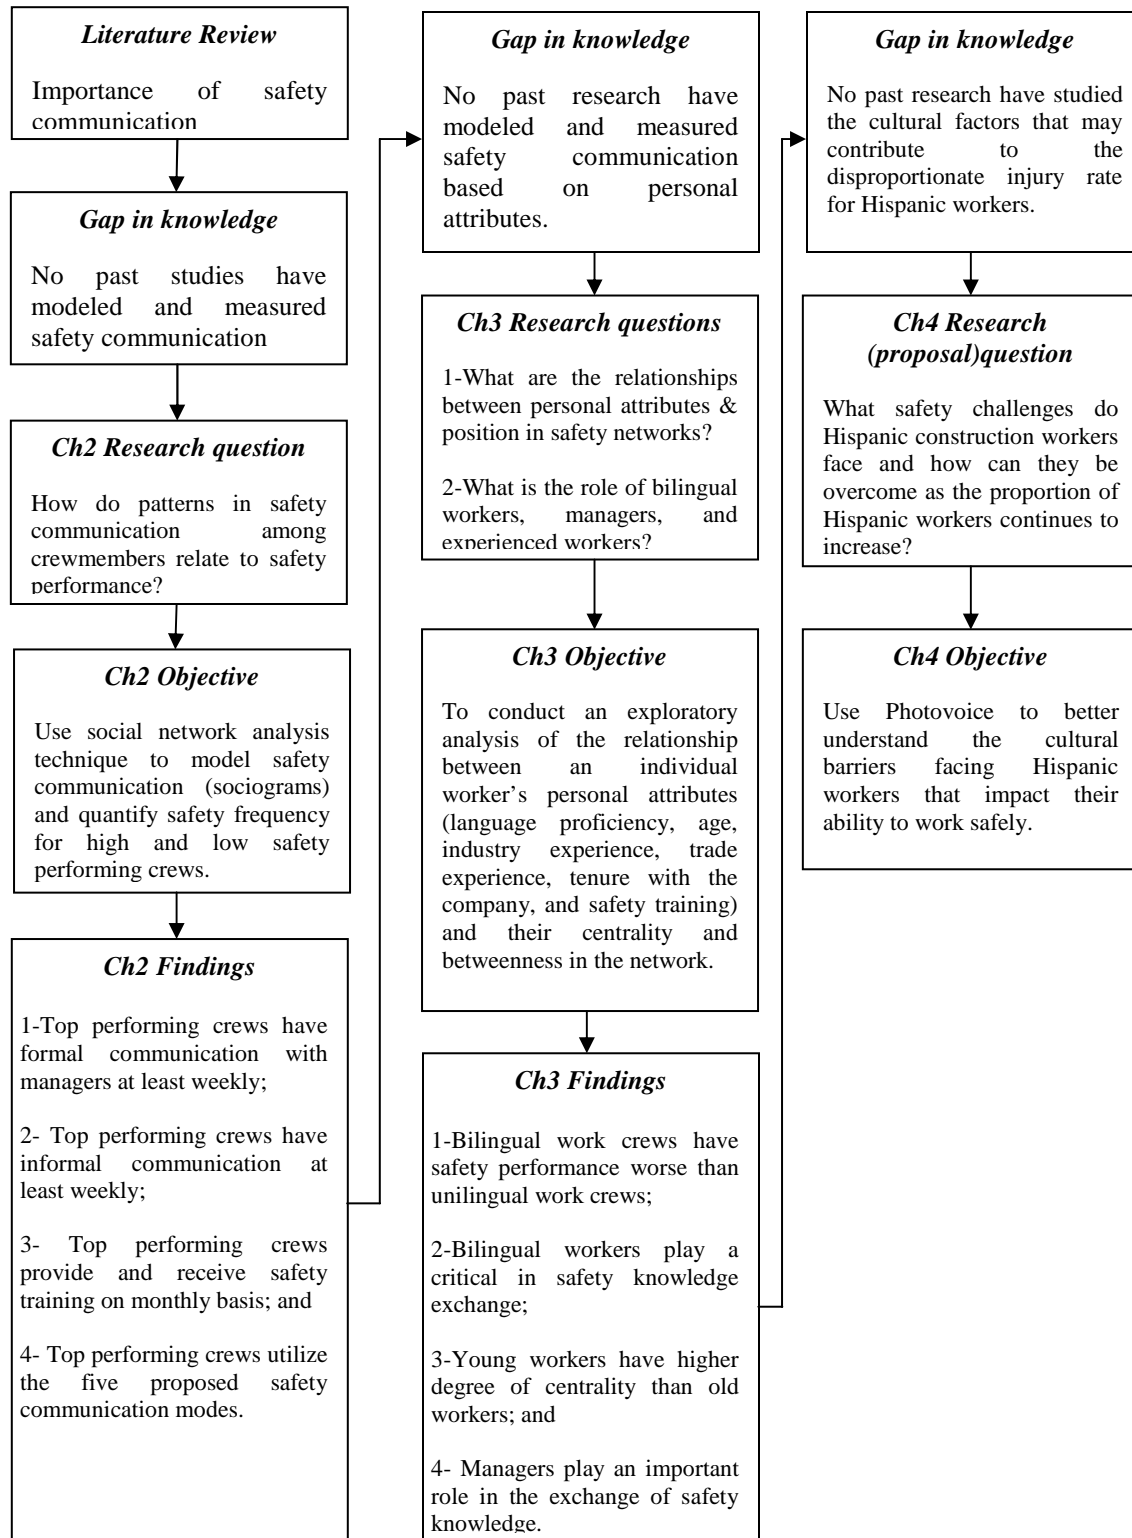 Literature Review
Importance of safety
communication
Gap in knowledge
No past studies have
modeled and measured
safety communication
Ch2 Research question
How do patterns in safety
communication among
crewmembers relate to safety
performance?
Ch2 Objective
Use social network analysis
technique to model safety
communication (sociograms)
and quantify safety frequency
for high and low safety
performing crews.
Ch2 Findings
1-Top performing crews have
formal communication with
managers at least weekly;
2- Top performing crews have
informal communication at
least weekly;
3- Top performing crews
provide and receive safety
training on monthly basis; and
4- Top performing crews utilize
the five proposed safety
communication modes.
Gap in knowledge
No past research have
modeled and measured
safety communication
based on personal
attributes.
Ch3 Research questions
1-What are the relationships
between personal attributes &
position in safety networks?
2-What is the role of bilingual
workers, managers, and
experienced workers?
Ch3 Objective
To conduct an exploratory
analysis of the relationship
between an individual
worker's personal attributes
(language proficiency, age,
industry experience, trade
experience, tenure with the
company, and safety training)
and their centrality and
betweenness in the network.
Ch3 Findings
1-Bilingual work crews have
safety performance worse than
unilingual work crews;
2-Bilingual workers play a
critical in safety knowledge
exchange;
3-Young workers have higher
degree of centrality than old
workers; and
4- Managers play an important
role in the exchange of safety
knowledge.
Gap in knowledge
No past research have studied
the cultural factors that may
contribute to the
disproportionate injury rate
for Hispanic workers.
Ch4 Research
(proposal)question
What safety challenges do
Hispanic construction workers
face and how can they be
overcome as the proportion of
Hispanic workers continues to
increase?
Ch4 Objective
Use Photovoice to better
understand the cultural
barriers facing Hispanic
workers that impact their
ability to work safely.